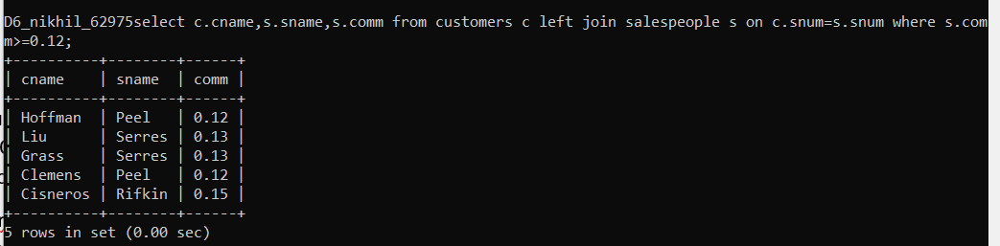 D6_nikhil_62975select c.cname,s.sname,s.comm from customers c left join salespeople s on c.snum=s.snum where s.com
m>=0.12;
+----------+--------+------+
| cname    | sname  | comm |
+----------+--------+------+
| Hoffman  | Peel   | 0.12 |
| Liu      | Serres | 0.13 |
| Grass    | Serres | 0.13 |
| Clemens  | Peel   | 0.12 |
| Cisneros | Rifkin | 0.15 |
+----------+--------+------+
5 rows in set (0.00 sec)